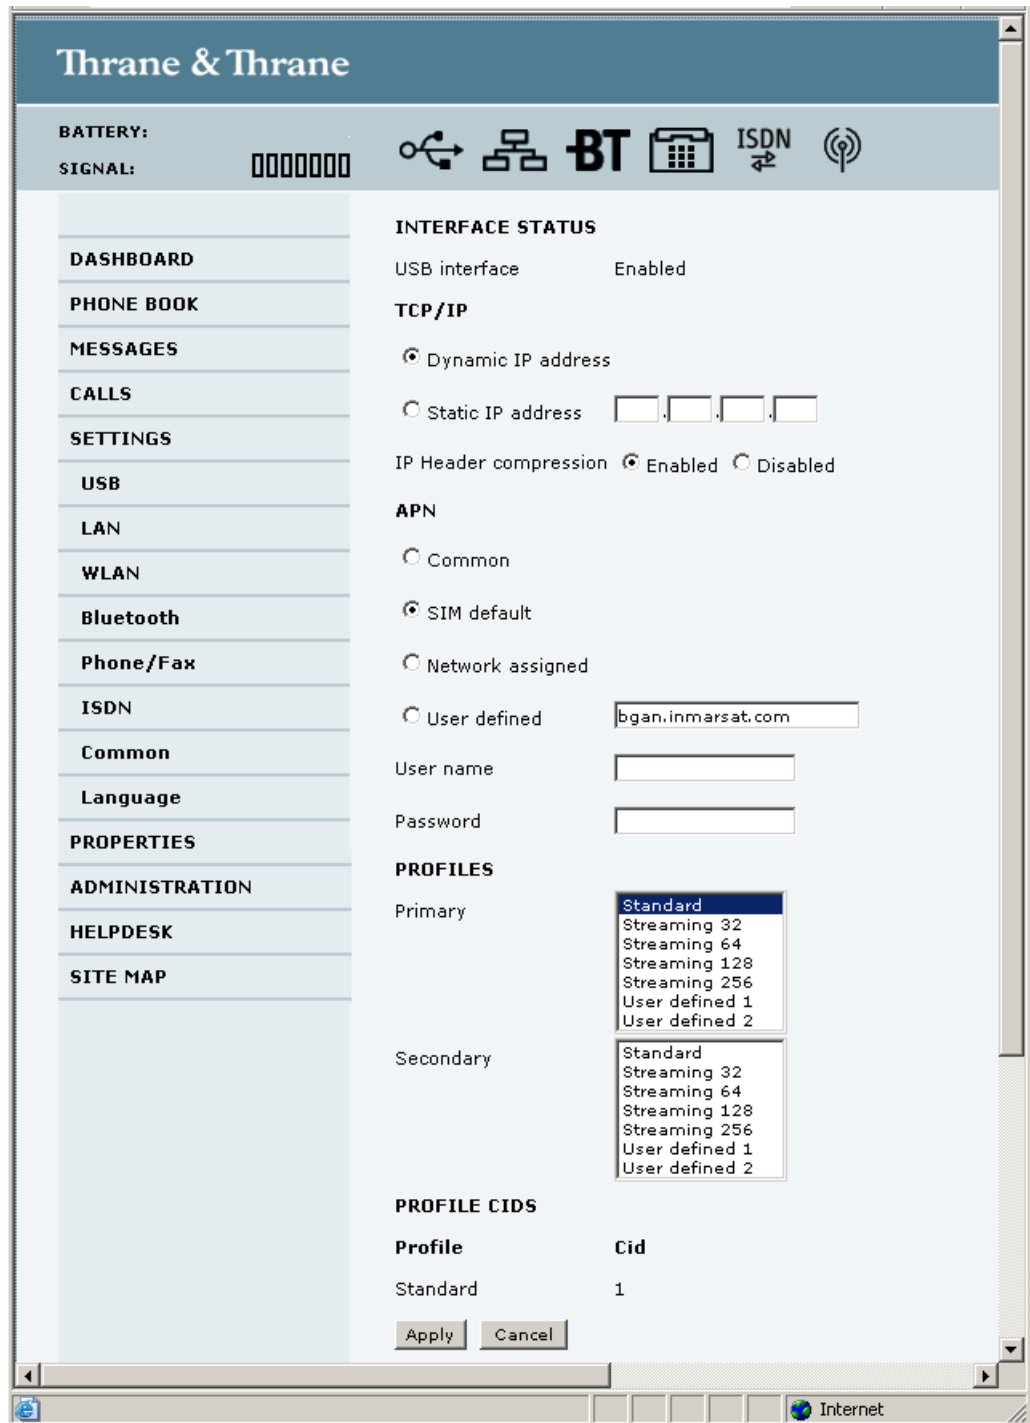 Thrane & Thrane
BATTERY:
SIGNAL:
BT
ISDN
DASHBOARD
PHONE BOOK
MESSAGES
CALLS
SETTINGS
USB
LAN
WLAN
Bluetooth
Phone/Fax
ISDN
Common
Language
PROPERTIES
ADMINISTRATION
HELPDESK
SITE MAP
INTERFACE STATUS
USB interface Enabled
TCP/IP
Dynamic IP address
Static IP address . . .
IP Header compression Enabled Disabled
APN
Common
SIM default
Network assigned
User defined bgan.inmarsat.com
User name
Password
PROFILES
Primary
Standard
Streaming 32
Streaming 64
Streaming 128
Streaming 256
User defined 1
User defined 2
Secondary
Standard
Streaming 32
Streaming 64
Streaming 128
Streaming 256
User defined 1
User defined 2
PROFILE CIDS
Profile Cid
Standard 1
Apply Cancel
Internet